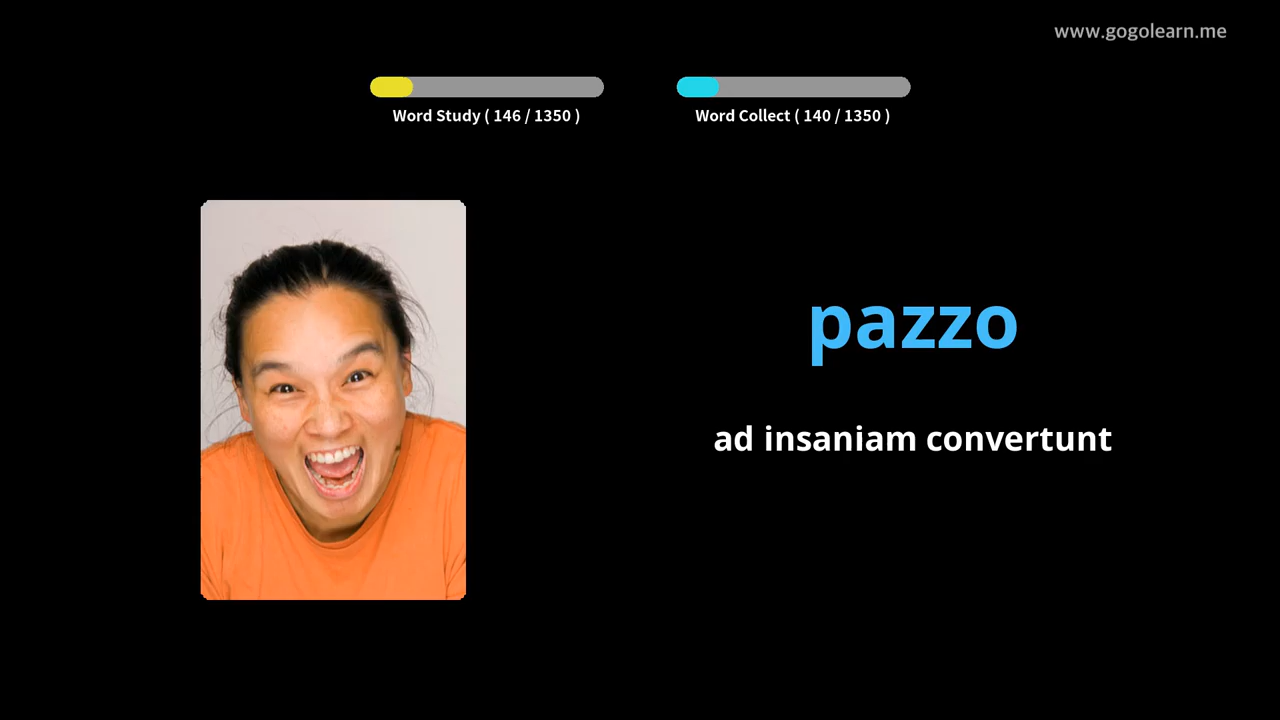 www.gogolearn.me
Word Study ( 146 / 1350 )
Word Collect ( 140 / 1350 )
pazzo
ad insaniam convertunt